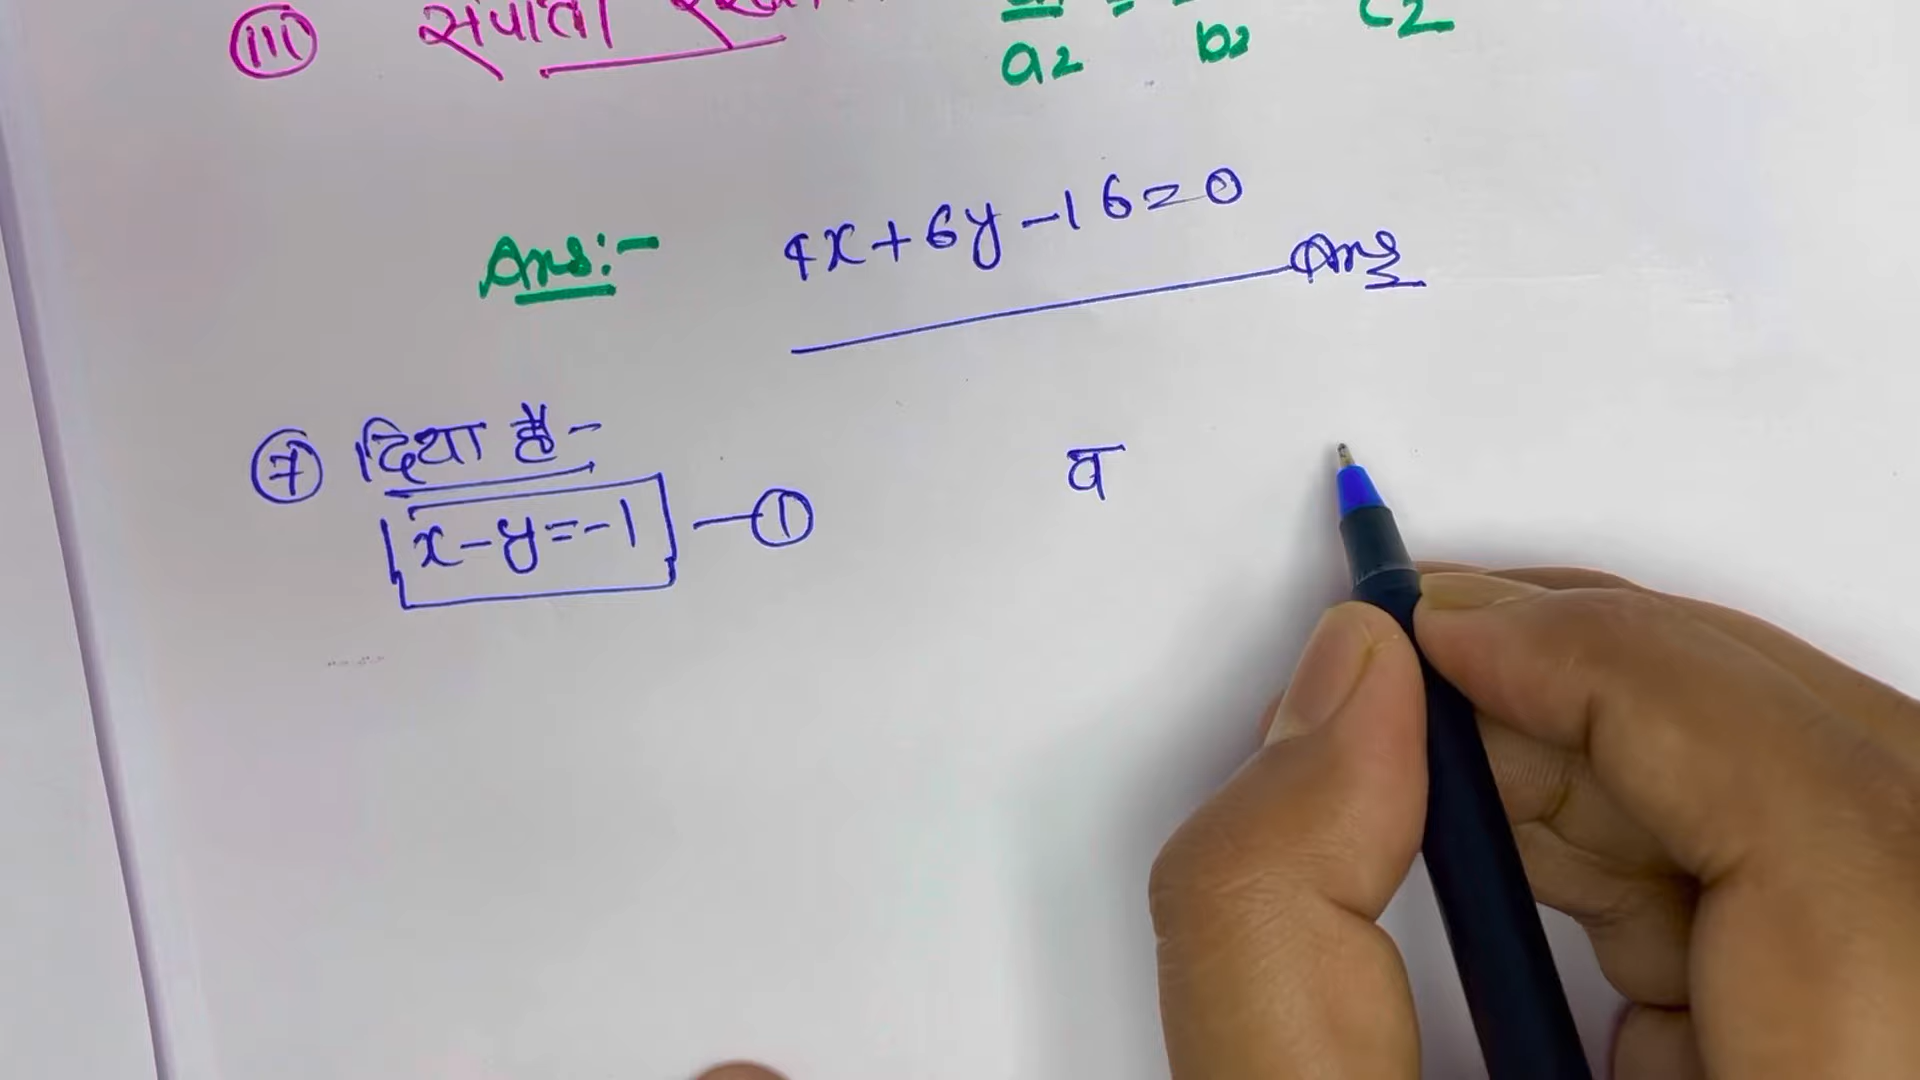 (iii) संपाती
a2 = b2 c2
Ans:- 4x+6y-16=0 Ans
⑦ दिया है- व
x-y=-1 —①